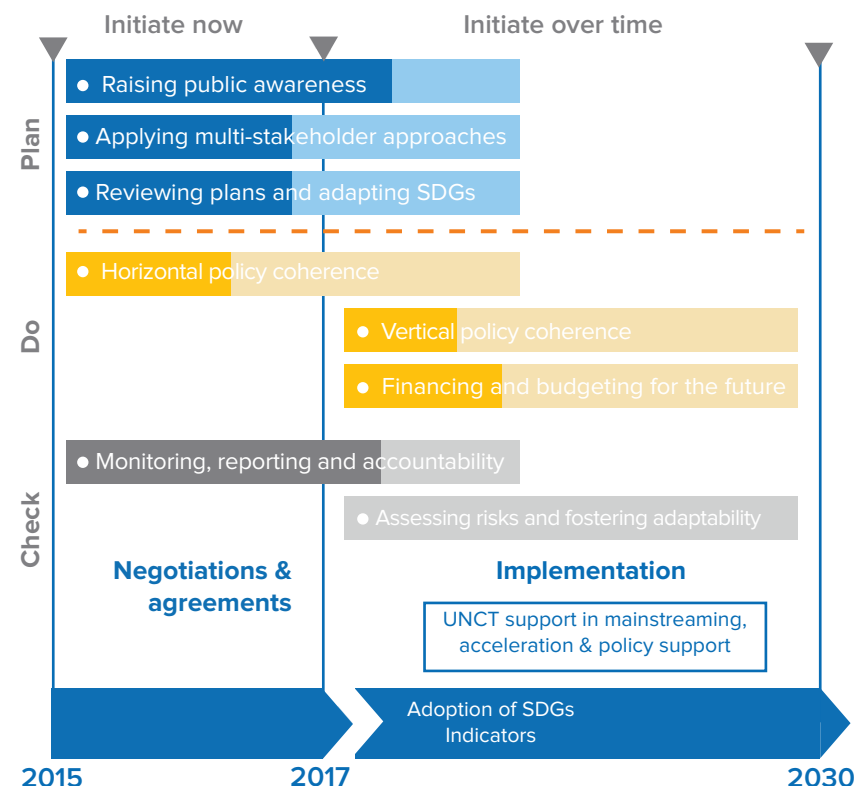 Initiate now
Initiate over time
Plan
Raising public awareness
Applying multi-stakeholder approaches
Reviewing plans and adapting SDGs
Do
Horizontal policy coherence
Vertical policy coherence
Financing and budgeting for the future
Check
Monitoring, reporting and accountability
Assessing risks and fostering adaptability
Negotiations &
agreements
Implementation
UNCT support in mainstreaming,
acceleration & policy support
Adoption of SDGs
Indicators
2015
2017
2030